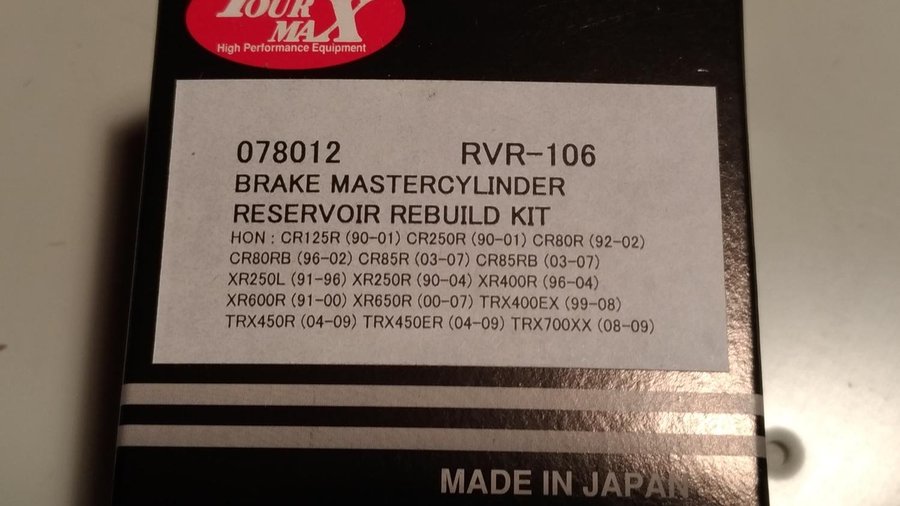 YOUR
MAX
High Performance Equipment
078012 RVR-106
BRAKE MASTERCYLINDER
RESERVOIR REBUILD KIT
HON : CR125R (90-01) CR250R (90-01) CR80R (92-02)
CR80RB (96-02) CR85R (03-07) CR85RB (03-07)
XR250L (91-96) XR250R (90-04) XR400R (96-04)
XR600R (91-00) XR650R (00-07) TRX400EX (99-08)
TRX450R (04-09) TRX450ER (04-09) TRX700XX (08-09)
MADE IN JAPAN